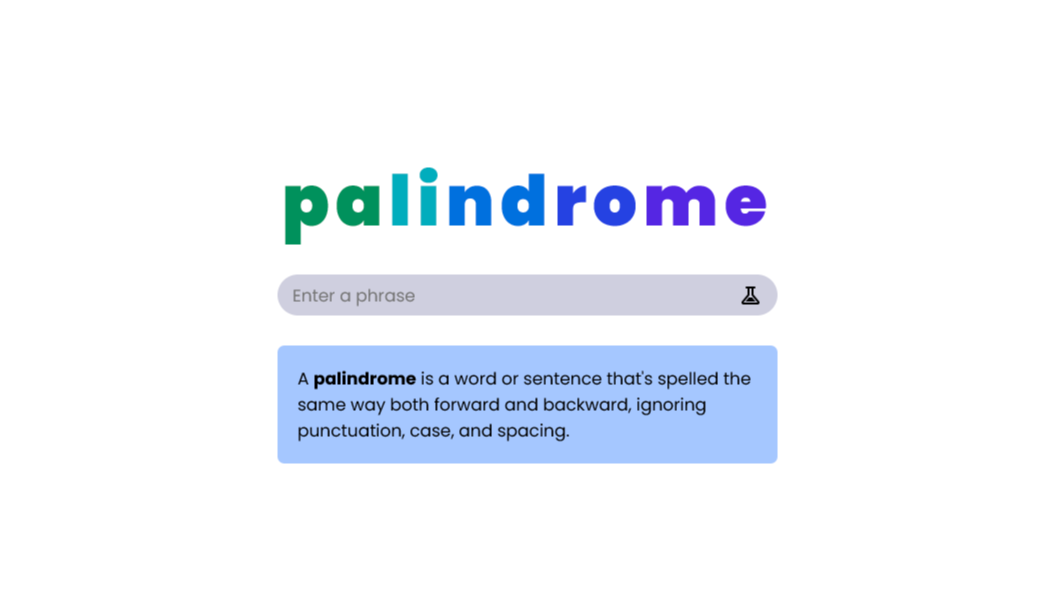 palindrome
Enter a phrase
A palindrome is a word or sentence that's spelled the
same way both forward and backward, ignoring
punctuation, case, and spacing.